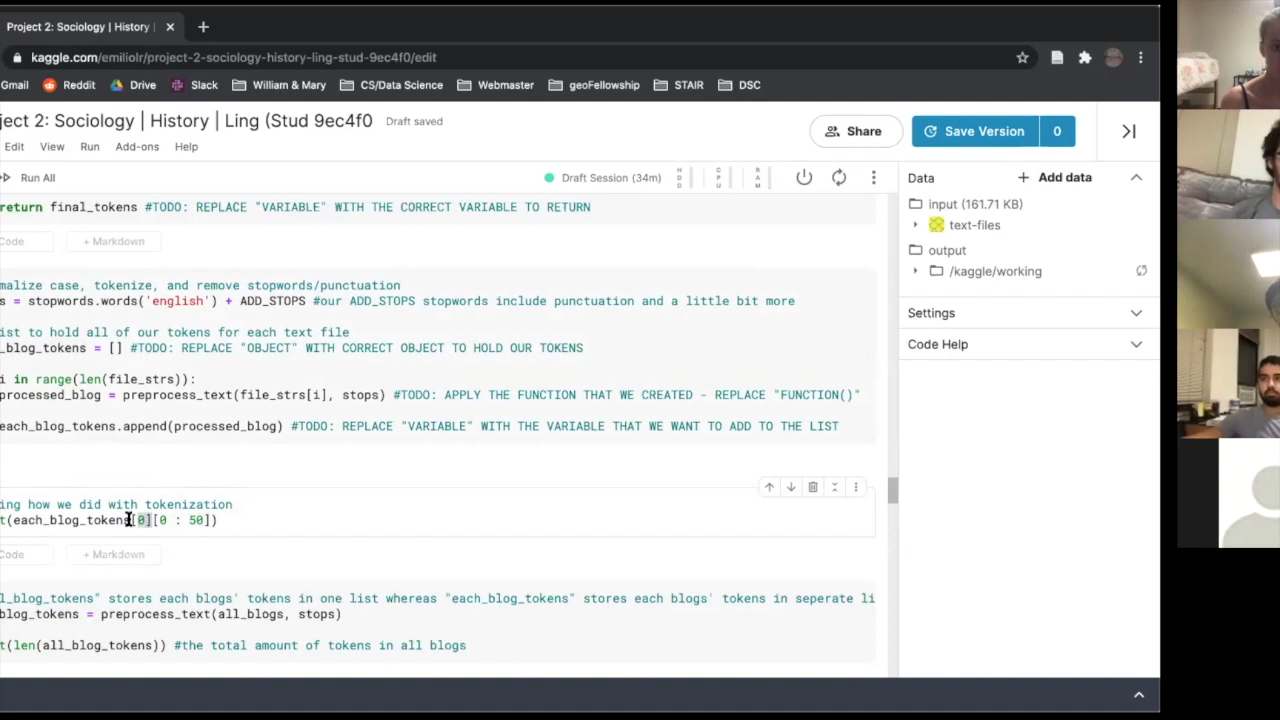 Project 2: Sociology | History |
kaggle.com/emiliolr/project-2-sociology-history-ling-stud-9ec4f0/edit
Gmail Reddit Drive Slack William & Mary CS/Data Science Webmaster geoFellowship STAIR DSC
ject 2: Sociology | History | Ling (Stud 9ec4f0 Draft saved
Share Save Version 0
Edit View Run Add-ons Help
Run All Draft Session (34m) HDD CPU RAM
Data + Add data
input (161.71 KB)
text-files
output
/kaggle/working
Settings
Code Help
return final_tokens #TODO: REPLACE "VARIABLE" WITH THE CORRECT VARIABLE TO RETURN
Code + Markdown
malize case, tokenize, and remove stopwords/punctuation
s = stopwords.words('english') + ADD_STOPS #our ADD_STOPS stopwords include punctuation and a little bit more
ist to hold all of our tokens for each text file
_blog_tokens = [] #TODO: REPLACE "OBJECT" WITH CORRECT OBJECT TO HOLD OUR TOKENS
i in range(len(file_strs)):
processed_blog = preprocess_text(file_strs[i], stops) #TODO: APPLY THE FUNCTION THAT WE CREATED - REPLACE "FUNCTION()"
each_blog_tokens.append(processed_blog) #TODO: REPLACE "VARIABLE" WITH THE VARIABLE THAT WE WANT TO ADD TO THE LIST
ing how we did with tokenization
t(each_blog_tokens[0][0 : 50])
Code + Markdown
l_blog_tokens" stores each blogs' tokens in one list whereas "each_blog_tokens" stores each blogs' tokens in seperate li
blog_tokens = preprocess_text(all_blogs, stops)
t(len(all_blog_tokens)) #the total amount of tokens in all blogs